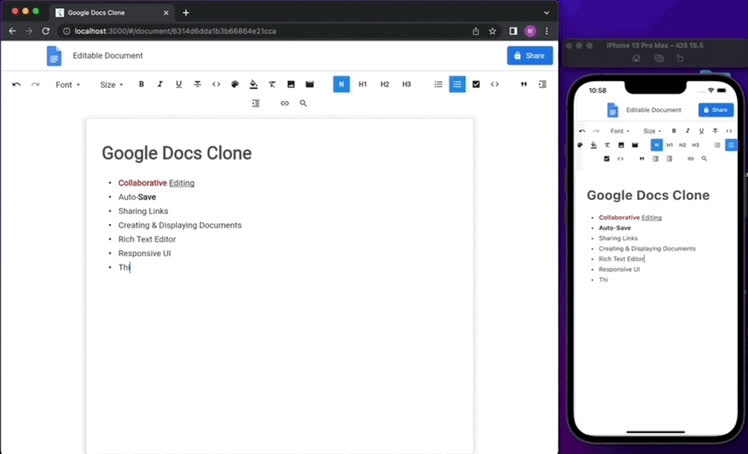 Google Docs Clone
localhost:3000/#/document/6314d6dda1b3b66864e21cca
N
Editable Document
Share
Font
Size
B
I
U
T
<>
N
H1
H2
H3
<>
Google Docs Clone
• Collaborative Editing
• Auto-Save
• Sharing Links
• Creating & Displaying Documents
• Rich Text Editor
• Responsive UI
• Thi
iPhone 13 Pro Max – iOS 15.5
10:58
Editable Document
Share
Font
Size
B
I
U
T
<>
N
H1
H2
H3
<>
Google Docs Clone
• Collaborative Editing
• Auto-Save
• Sharing Links
• Creating & Displaying Documents
• Rich Text Editor
• Responsive UI
• Thi